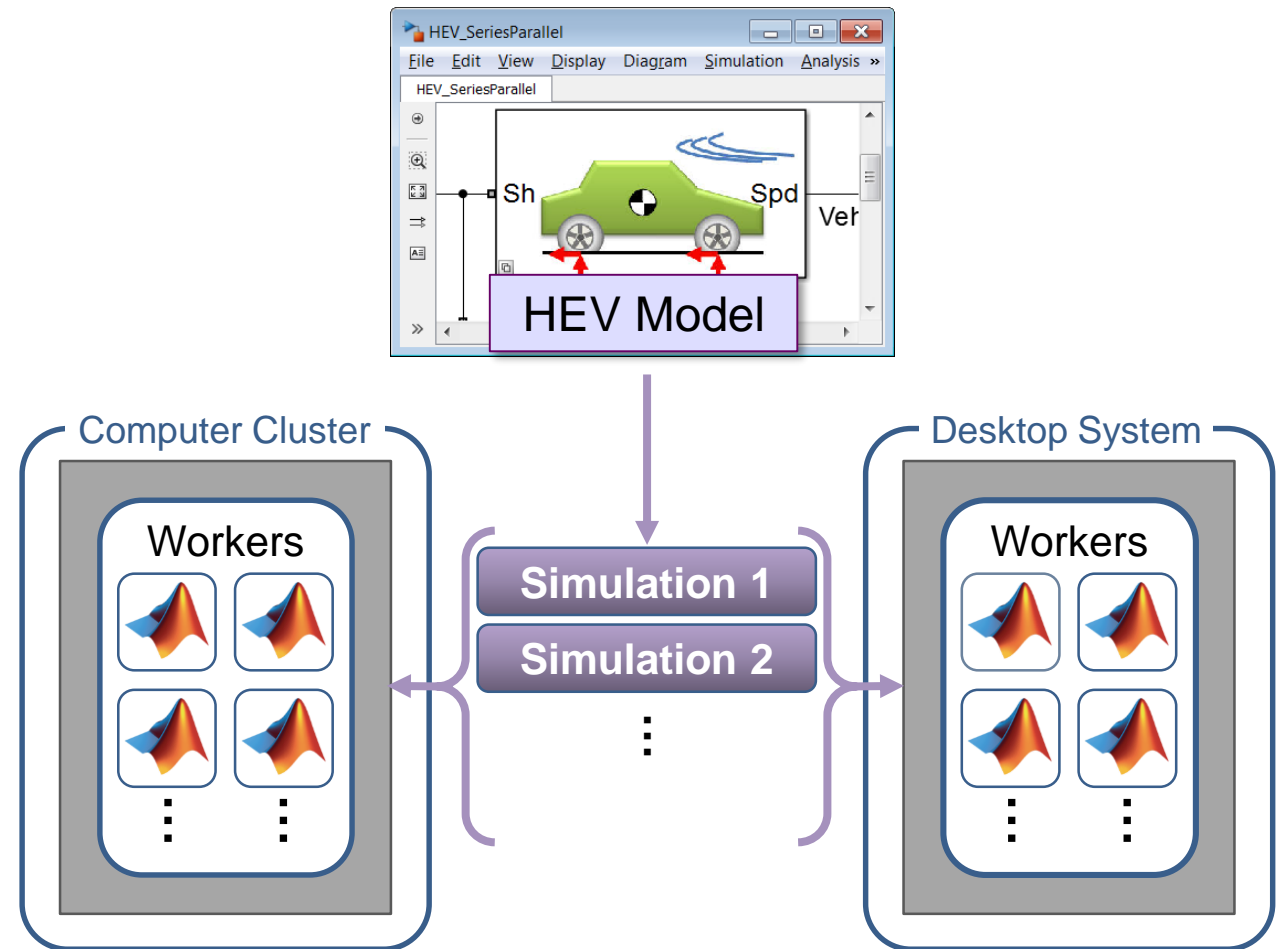 HEV_SeriesParallel
File Edit View Display Diagram Simulation Analysis »
HEV_SeriesParallel
Sh
Spd
Veh
HEV Model
Computer Cluster
Desktop System
Workers
Workers
Simulation 1
Simulation 2